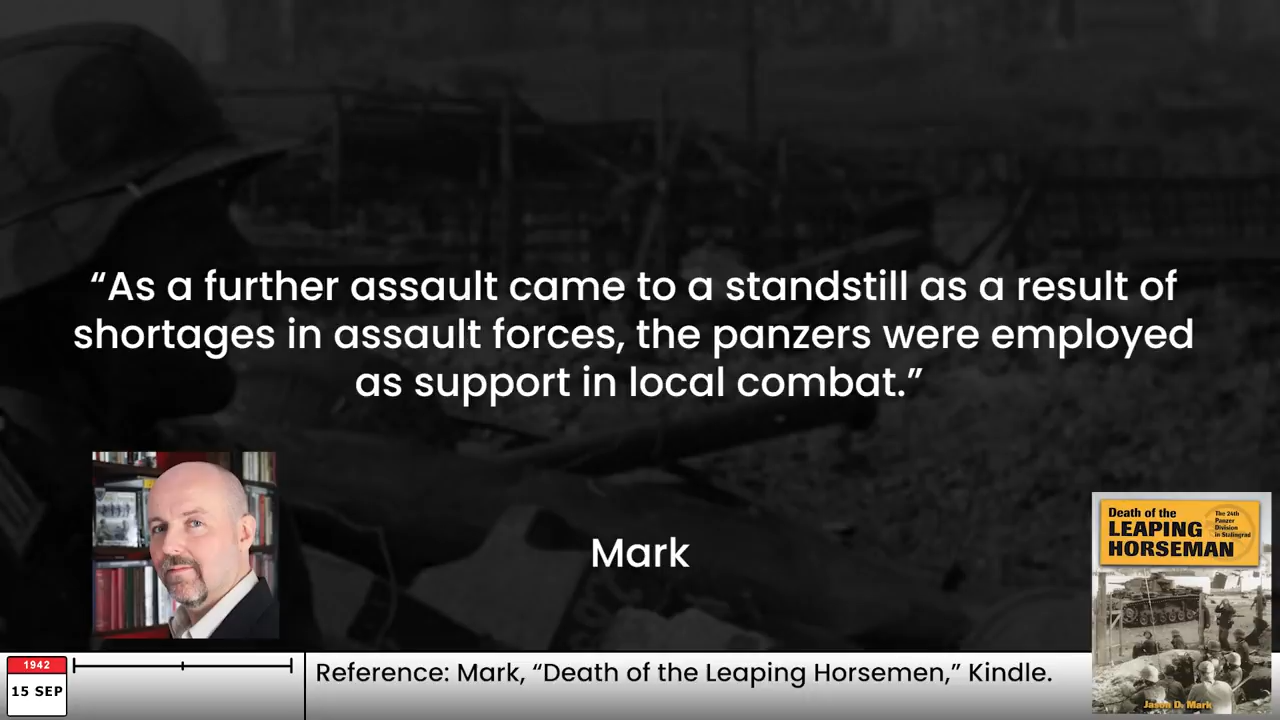 “As a further assault came to a standstill as a result of
shortages in assault forces, the panzers were employed
as support in local combat.”
Mark
Death of the
LEAPING
HORSEMAN
The 24th
Panzer
Division
in Stalingrad
Jason D. Mark
1942
15 SEP
Reference: Mark, “Death of the Leaping Horsemen,” Kindle.